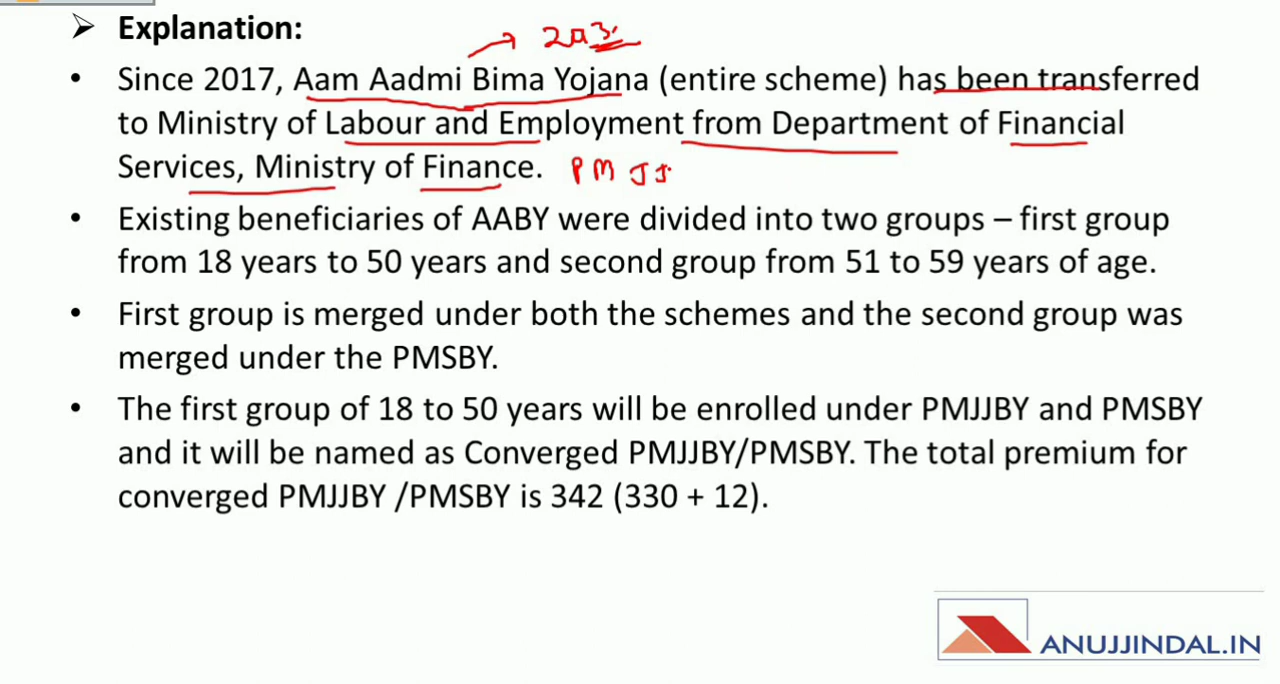 Explanation:
Since 2017, Aam Aadmi Bima Yojana (entire scheme) has been transferred
to Ministry of Labour and Employment from Department of Financial
Services, Ministry of Finance. PM JJ
Existing beneficiaries of AABY were divided into two groups – first group
from 18 years to 50 years and second group from 51 to 59 years of age.
First group is merged under both the schemes and the second group was
merged under the PMSBY.
The first group of 18 to 50 years will be enrolled under PMJJBY and PMSBY
and it will be named as Converged PMJJBY/PMSBY. The total premium for
converged PMJJBY /PMSBY is 342 (330 + 12).
ANUJJINDAL.IN